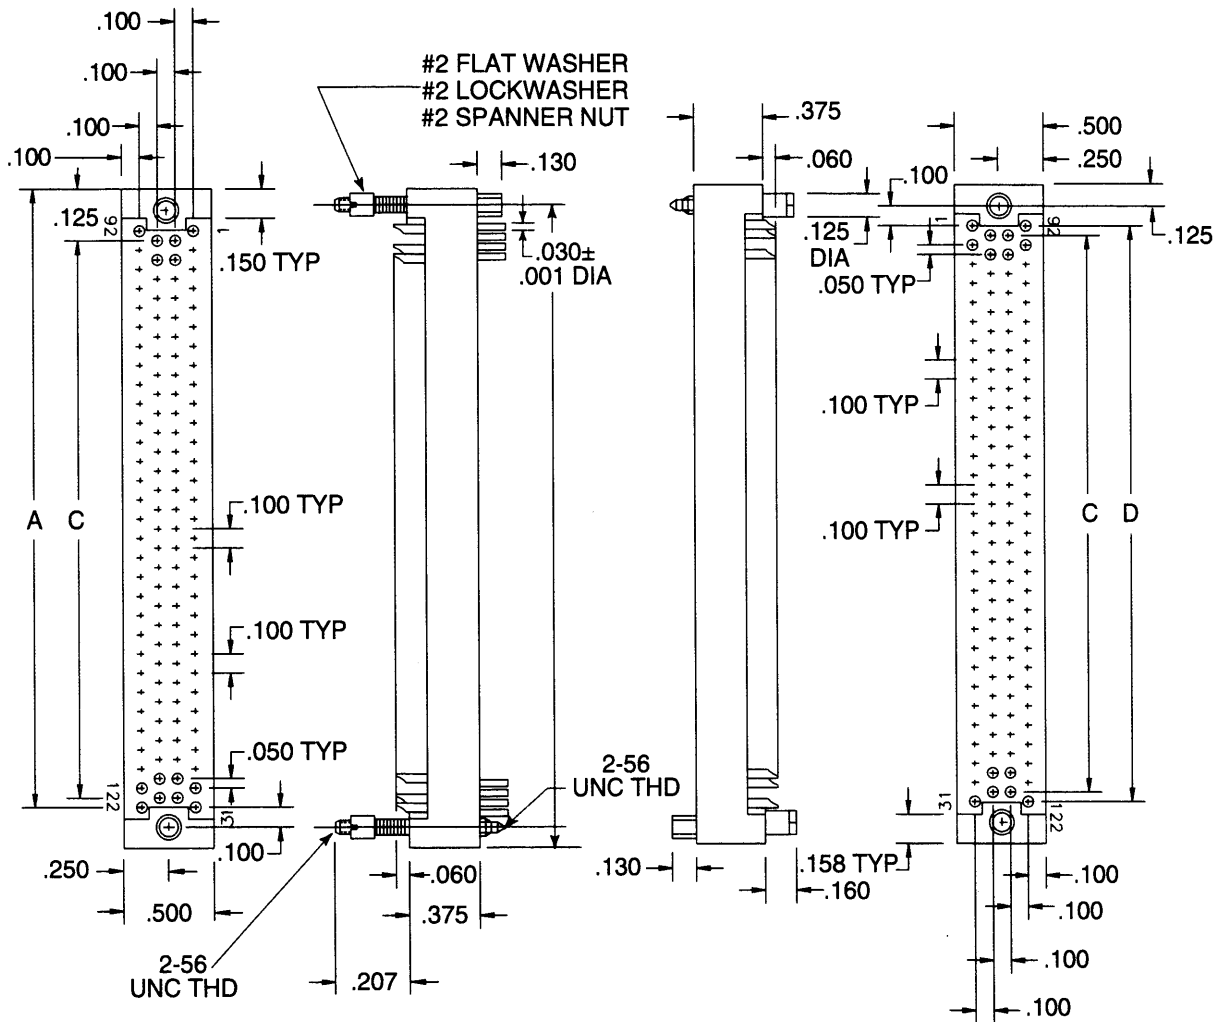 .100
.100
.100
.100
.125
92
1
.150 TYP
A
C
.100 TYP
.100 TYP
.050 TYP
122
31
.100
.250
.500
#2 FLAT WASHER
#2 LOCKWASHER
#2 SPANNER NUT
.130
.030±
.001 DIA
2-56
UNC THD
.060
.375
.207
2-56
UNC THD
.375
.060
.125
DIA
.130
.158 TYP
.160
.500
.250
.100
.125
1
92
.050 TYP
.100 TYP
.100 TYP
C
D
31
122
.100
.100
.100
.100